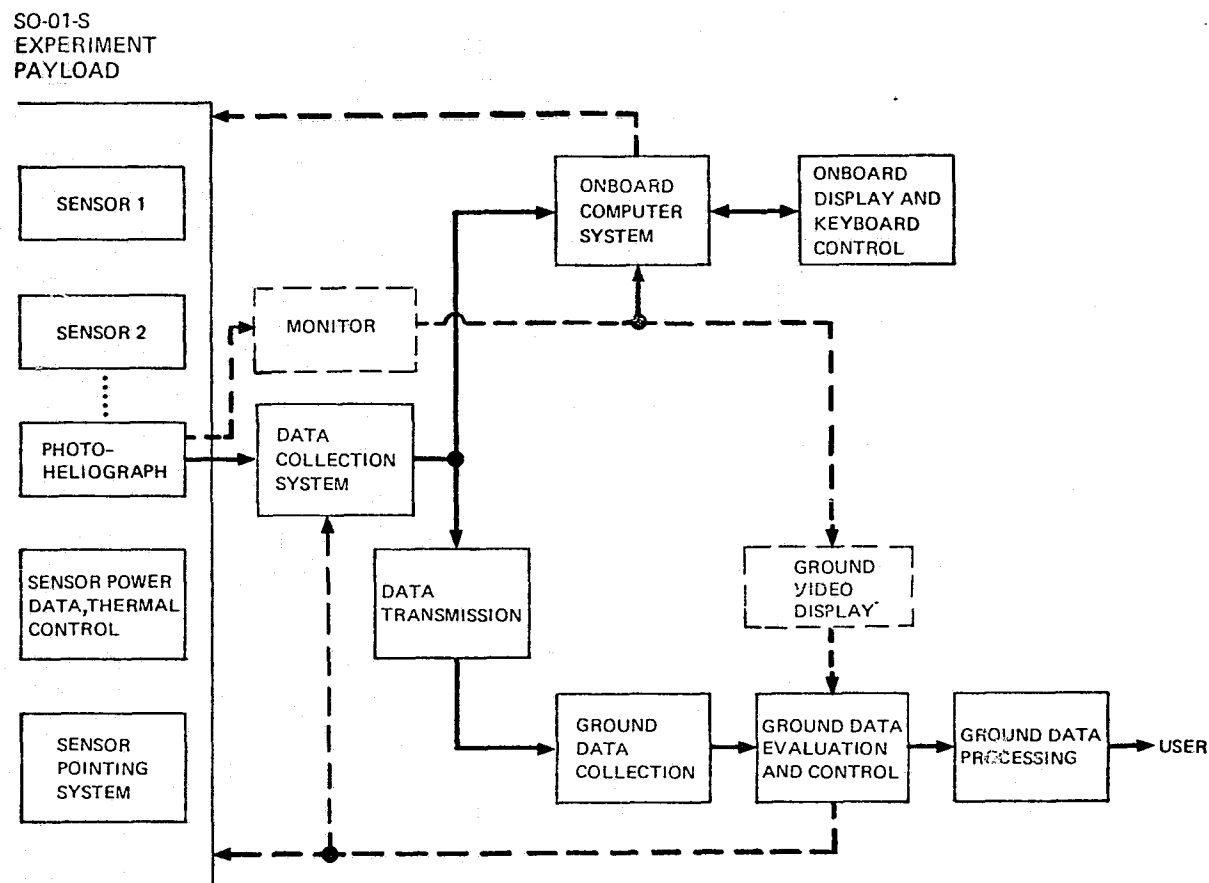 SO-01-S
EXPERIMENT
PAYLOAD
SENSOR 1
SENSOR 2
PHOTO-
HELIOGRAPH
SENSOR POWER
DATA,THERMAL
CONTROL
SENSOR
POINTING
SYSTEM
MONITOR
DATA
COLLECTION
SYSTEM
DATA
TRANSMISSION
ONBOARD
COMPUTER
SYSTEM
ONBOARD
DISPLAY AND
KEYBOARD
CONTROL
GROUND
VIDEO
DISPLAY
GROUND
DATA
COLLECTION
GROUND DATA
EVALUATION
AND CONTROL
GROUND DATA
PROCESSING
USER